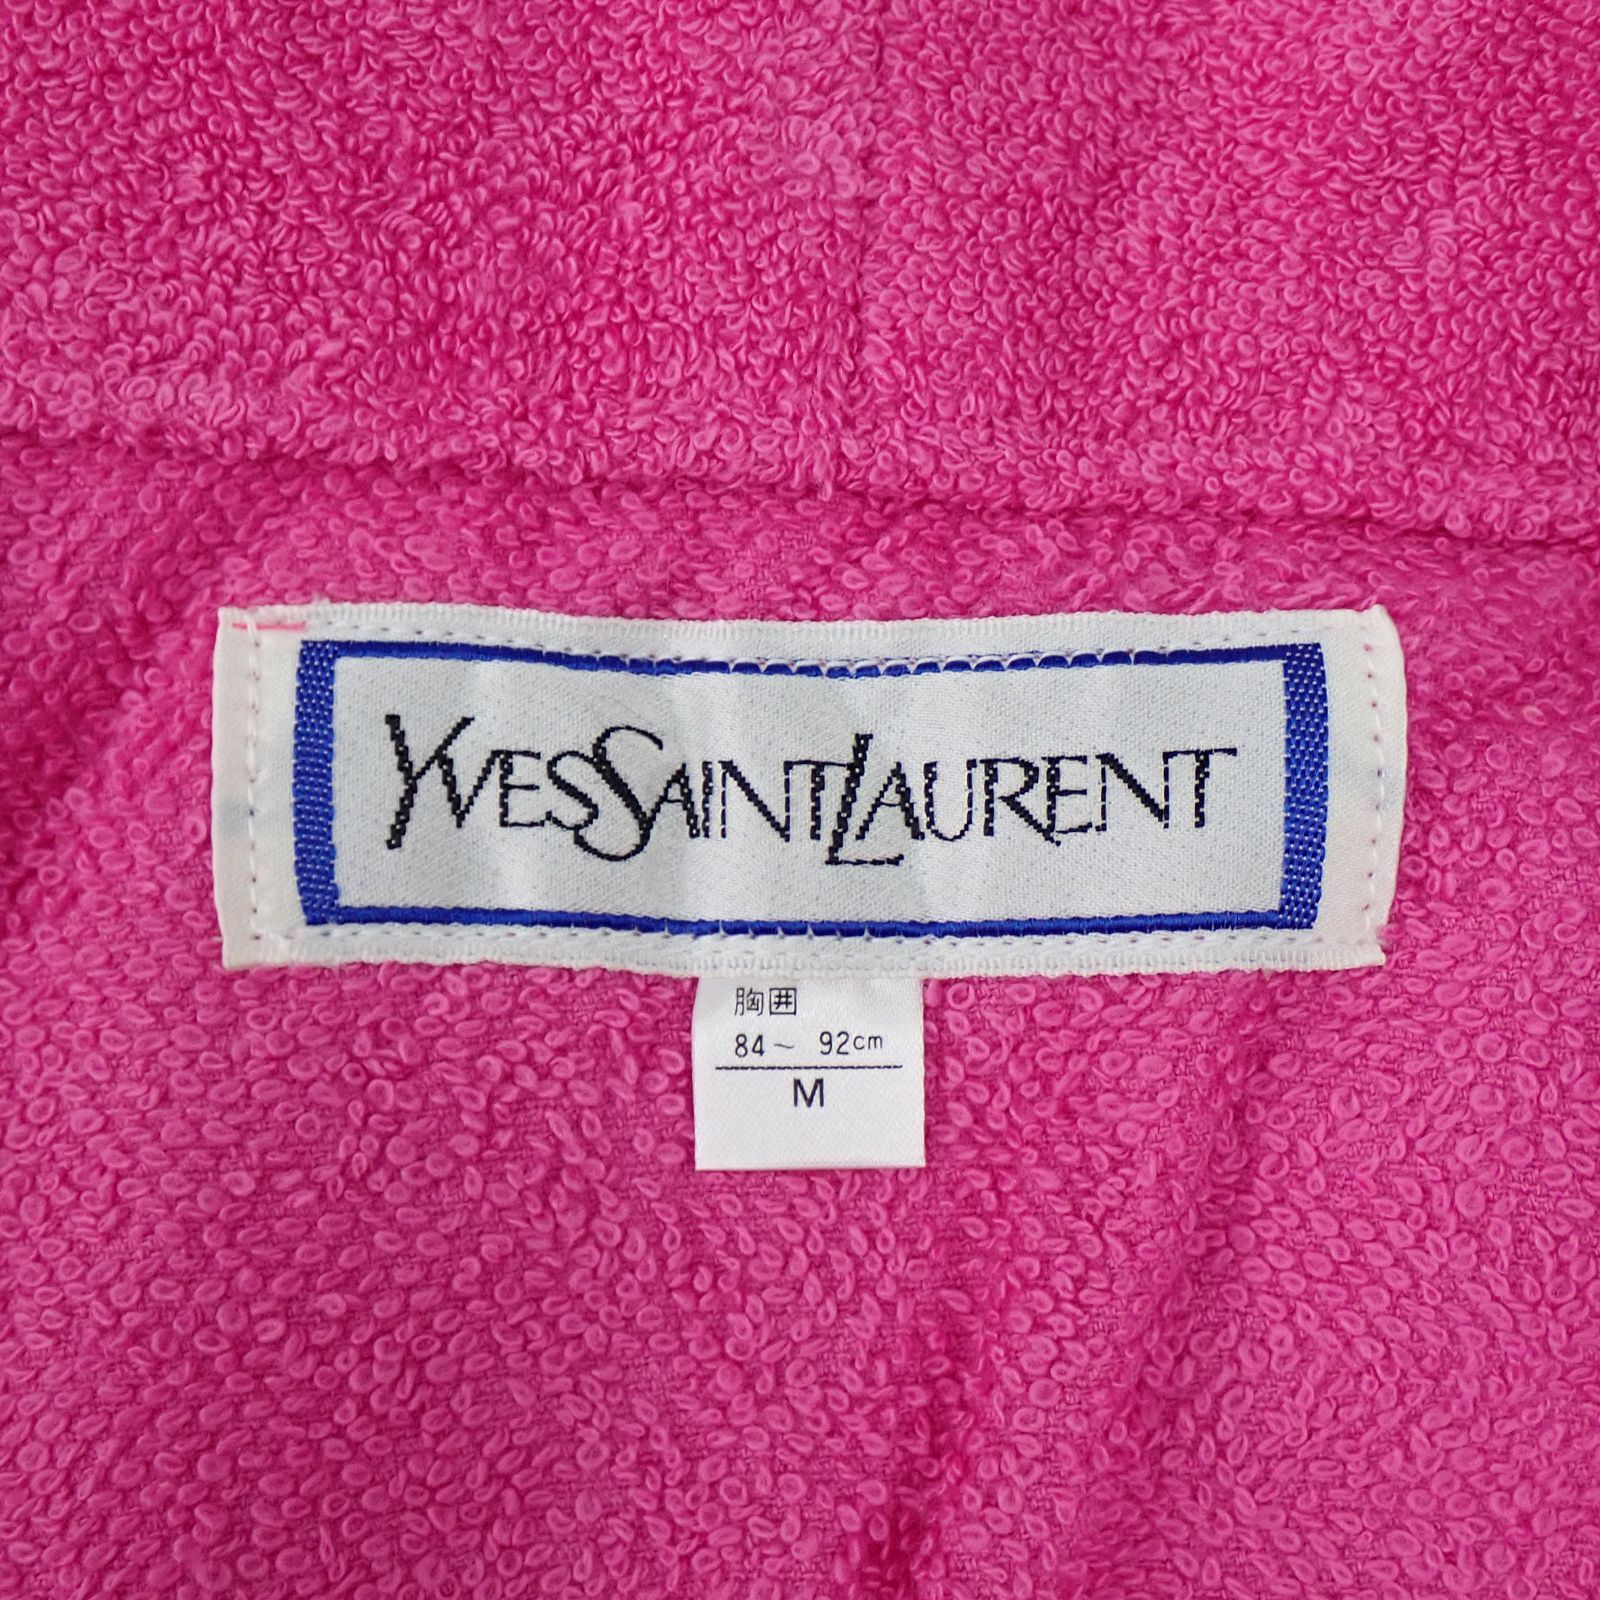 YVESSAINTLAURENT
胸囲
84～ 92cm
M